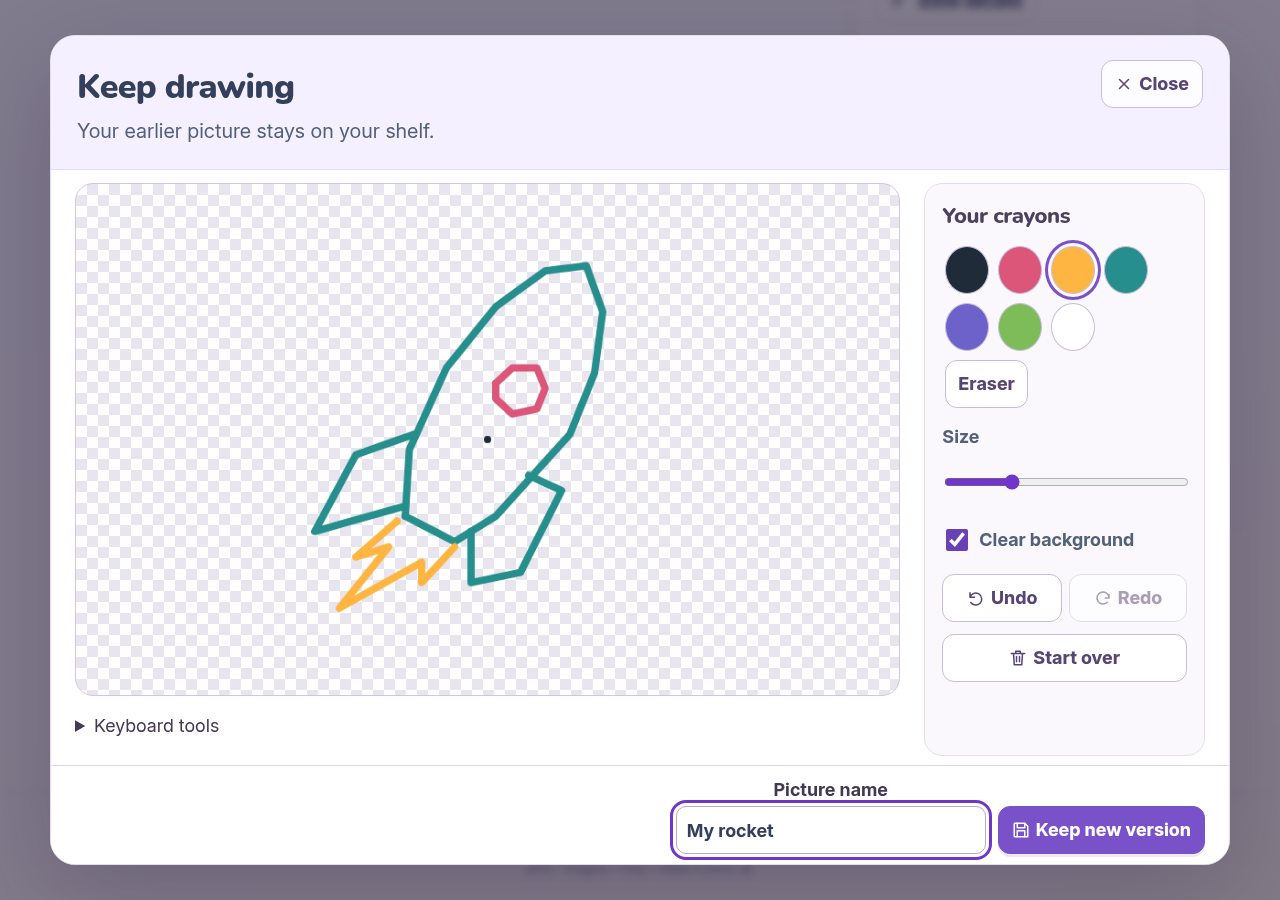 Keep drawing
Close
Your earlier picture stays on your shelf.
Your crayons
Eraser
Size
Clear background
Undo
Redo
Start over
Keyboard tools
Picture name
My rocket
Keep new version